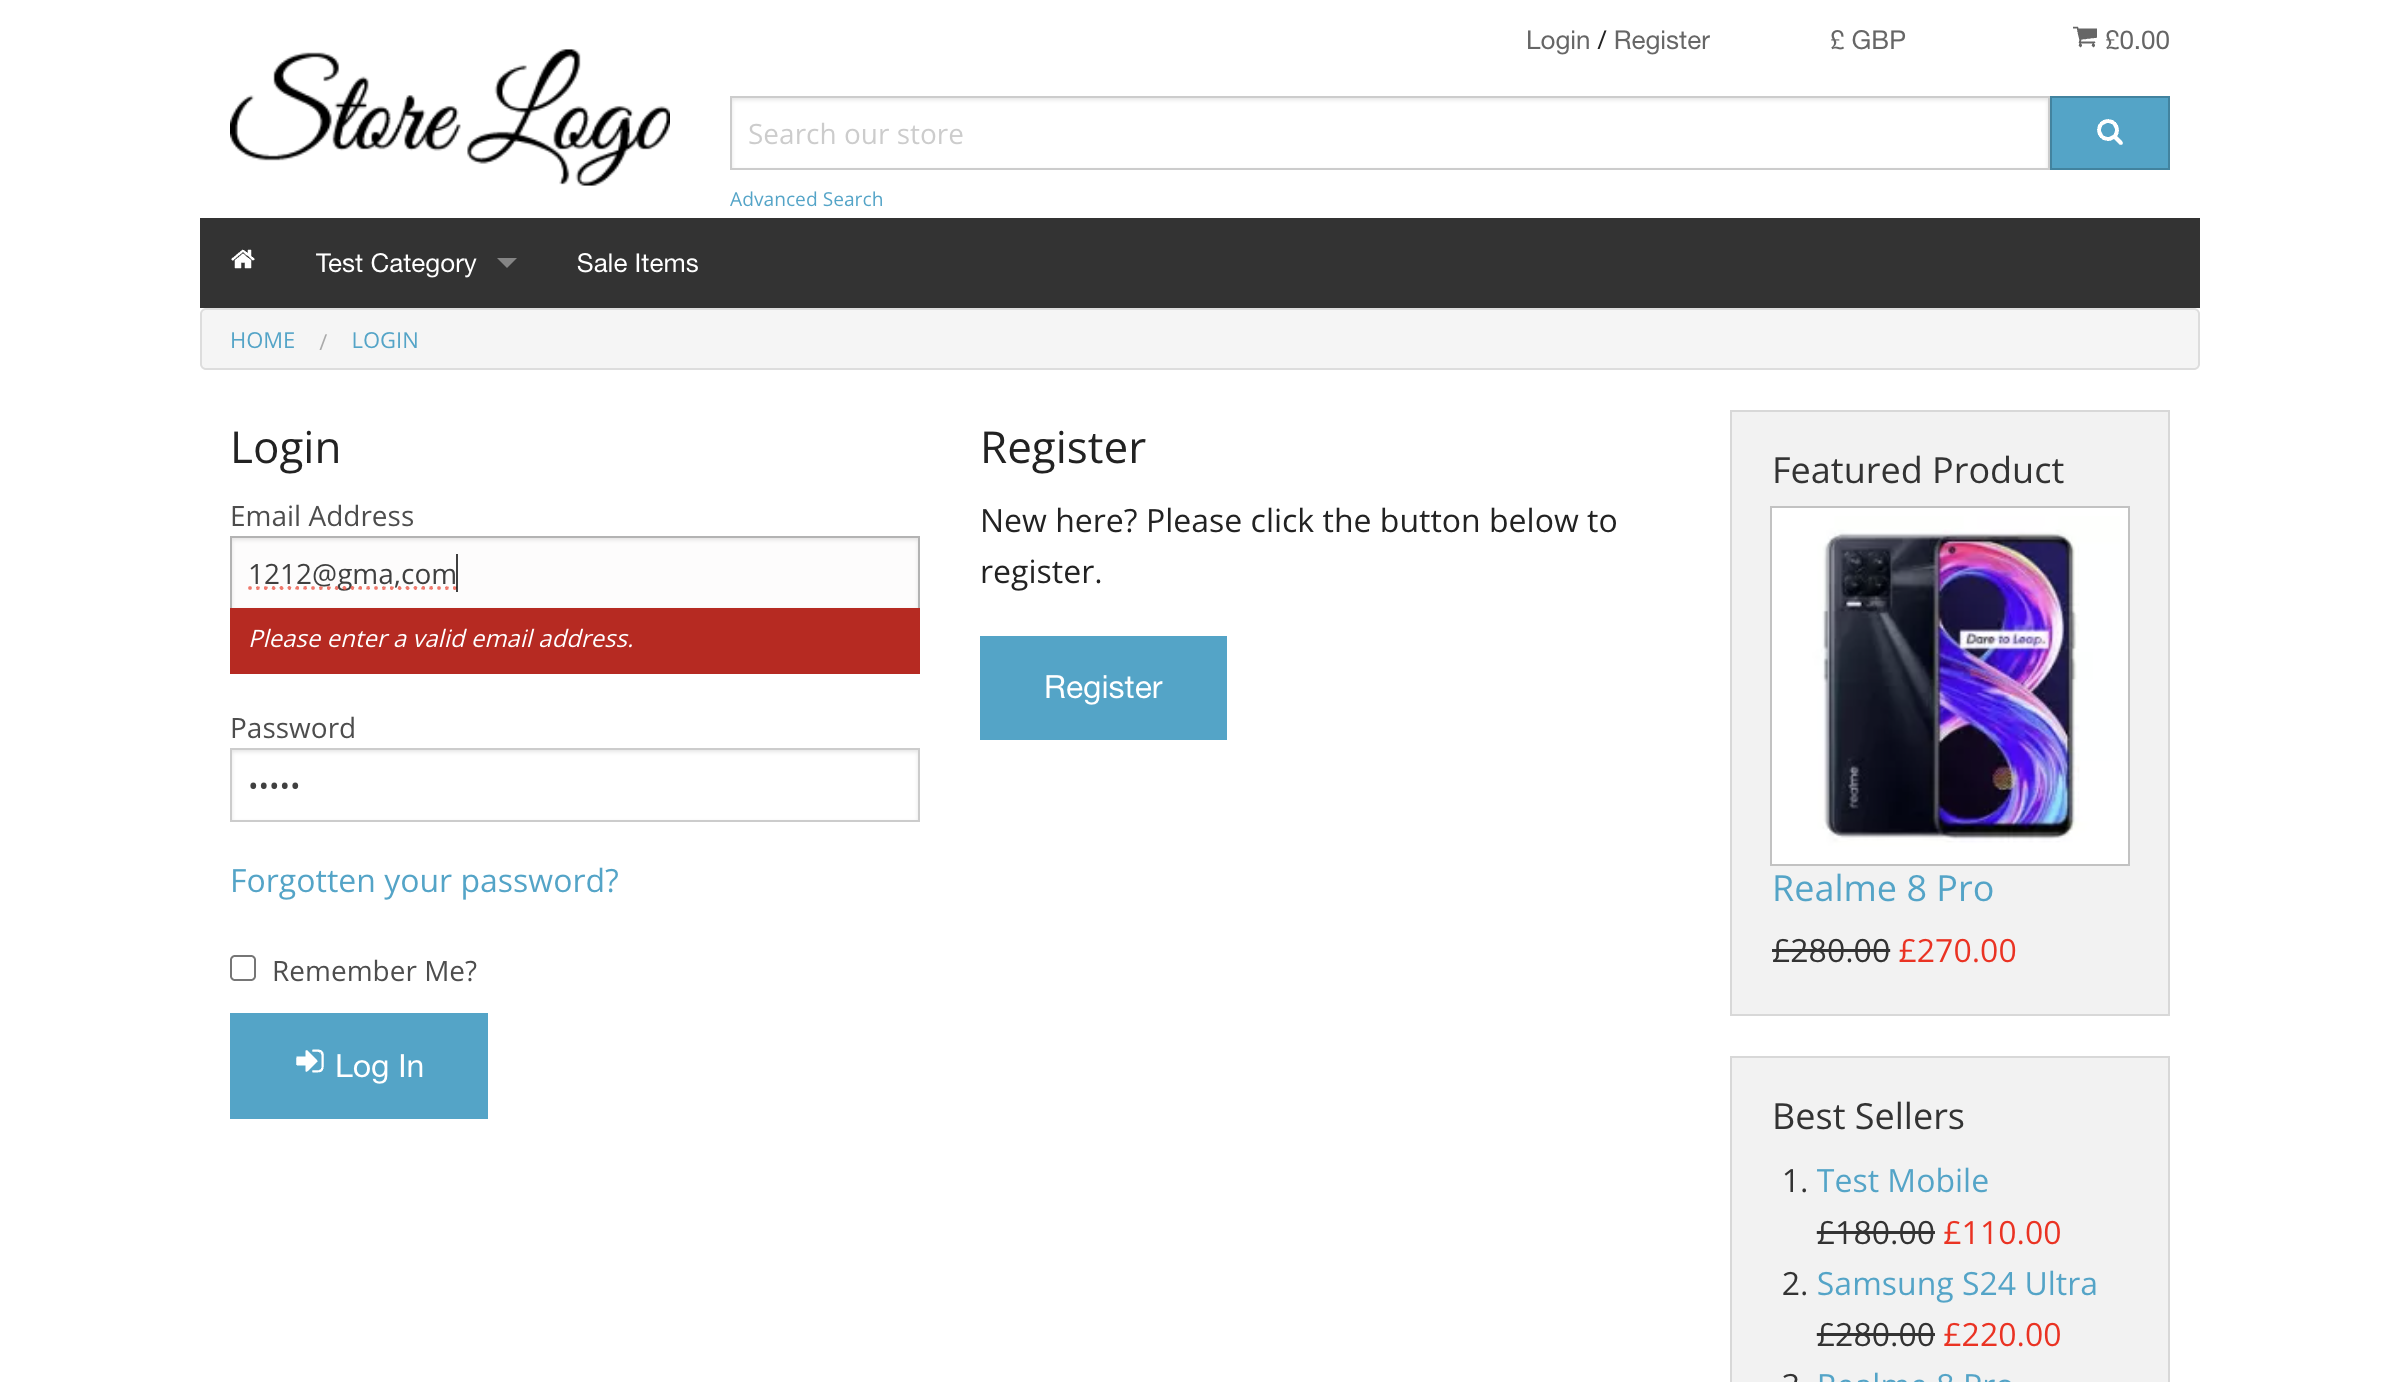 Store Logo
Login / Register
£ GBP
£0.00
Search our store
Advanced Search
Test Category
Sale Items
HOME / LOGIN
Login
Email Address
1212@gma,com
Please enter a valid email address.
Password
•••••
Forgotten your password?
Remember Me?
Log In
Register
New here? Please click the button below to
register.
Register
Featured Product
Dare to Leap.
realme
Realme 8 Pro
£280.00 £270.00
Best Sellers
1. Test Mobile
£180.00 £110.00
2. Samsung S24 Ultra
£280.00 £220.00
3. Realme 8 Pro